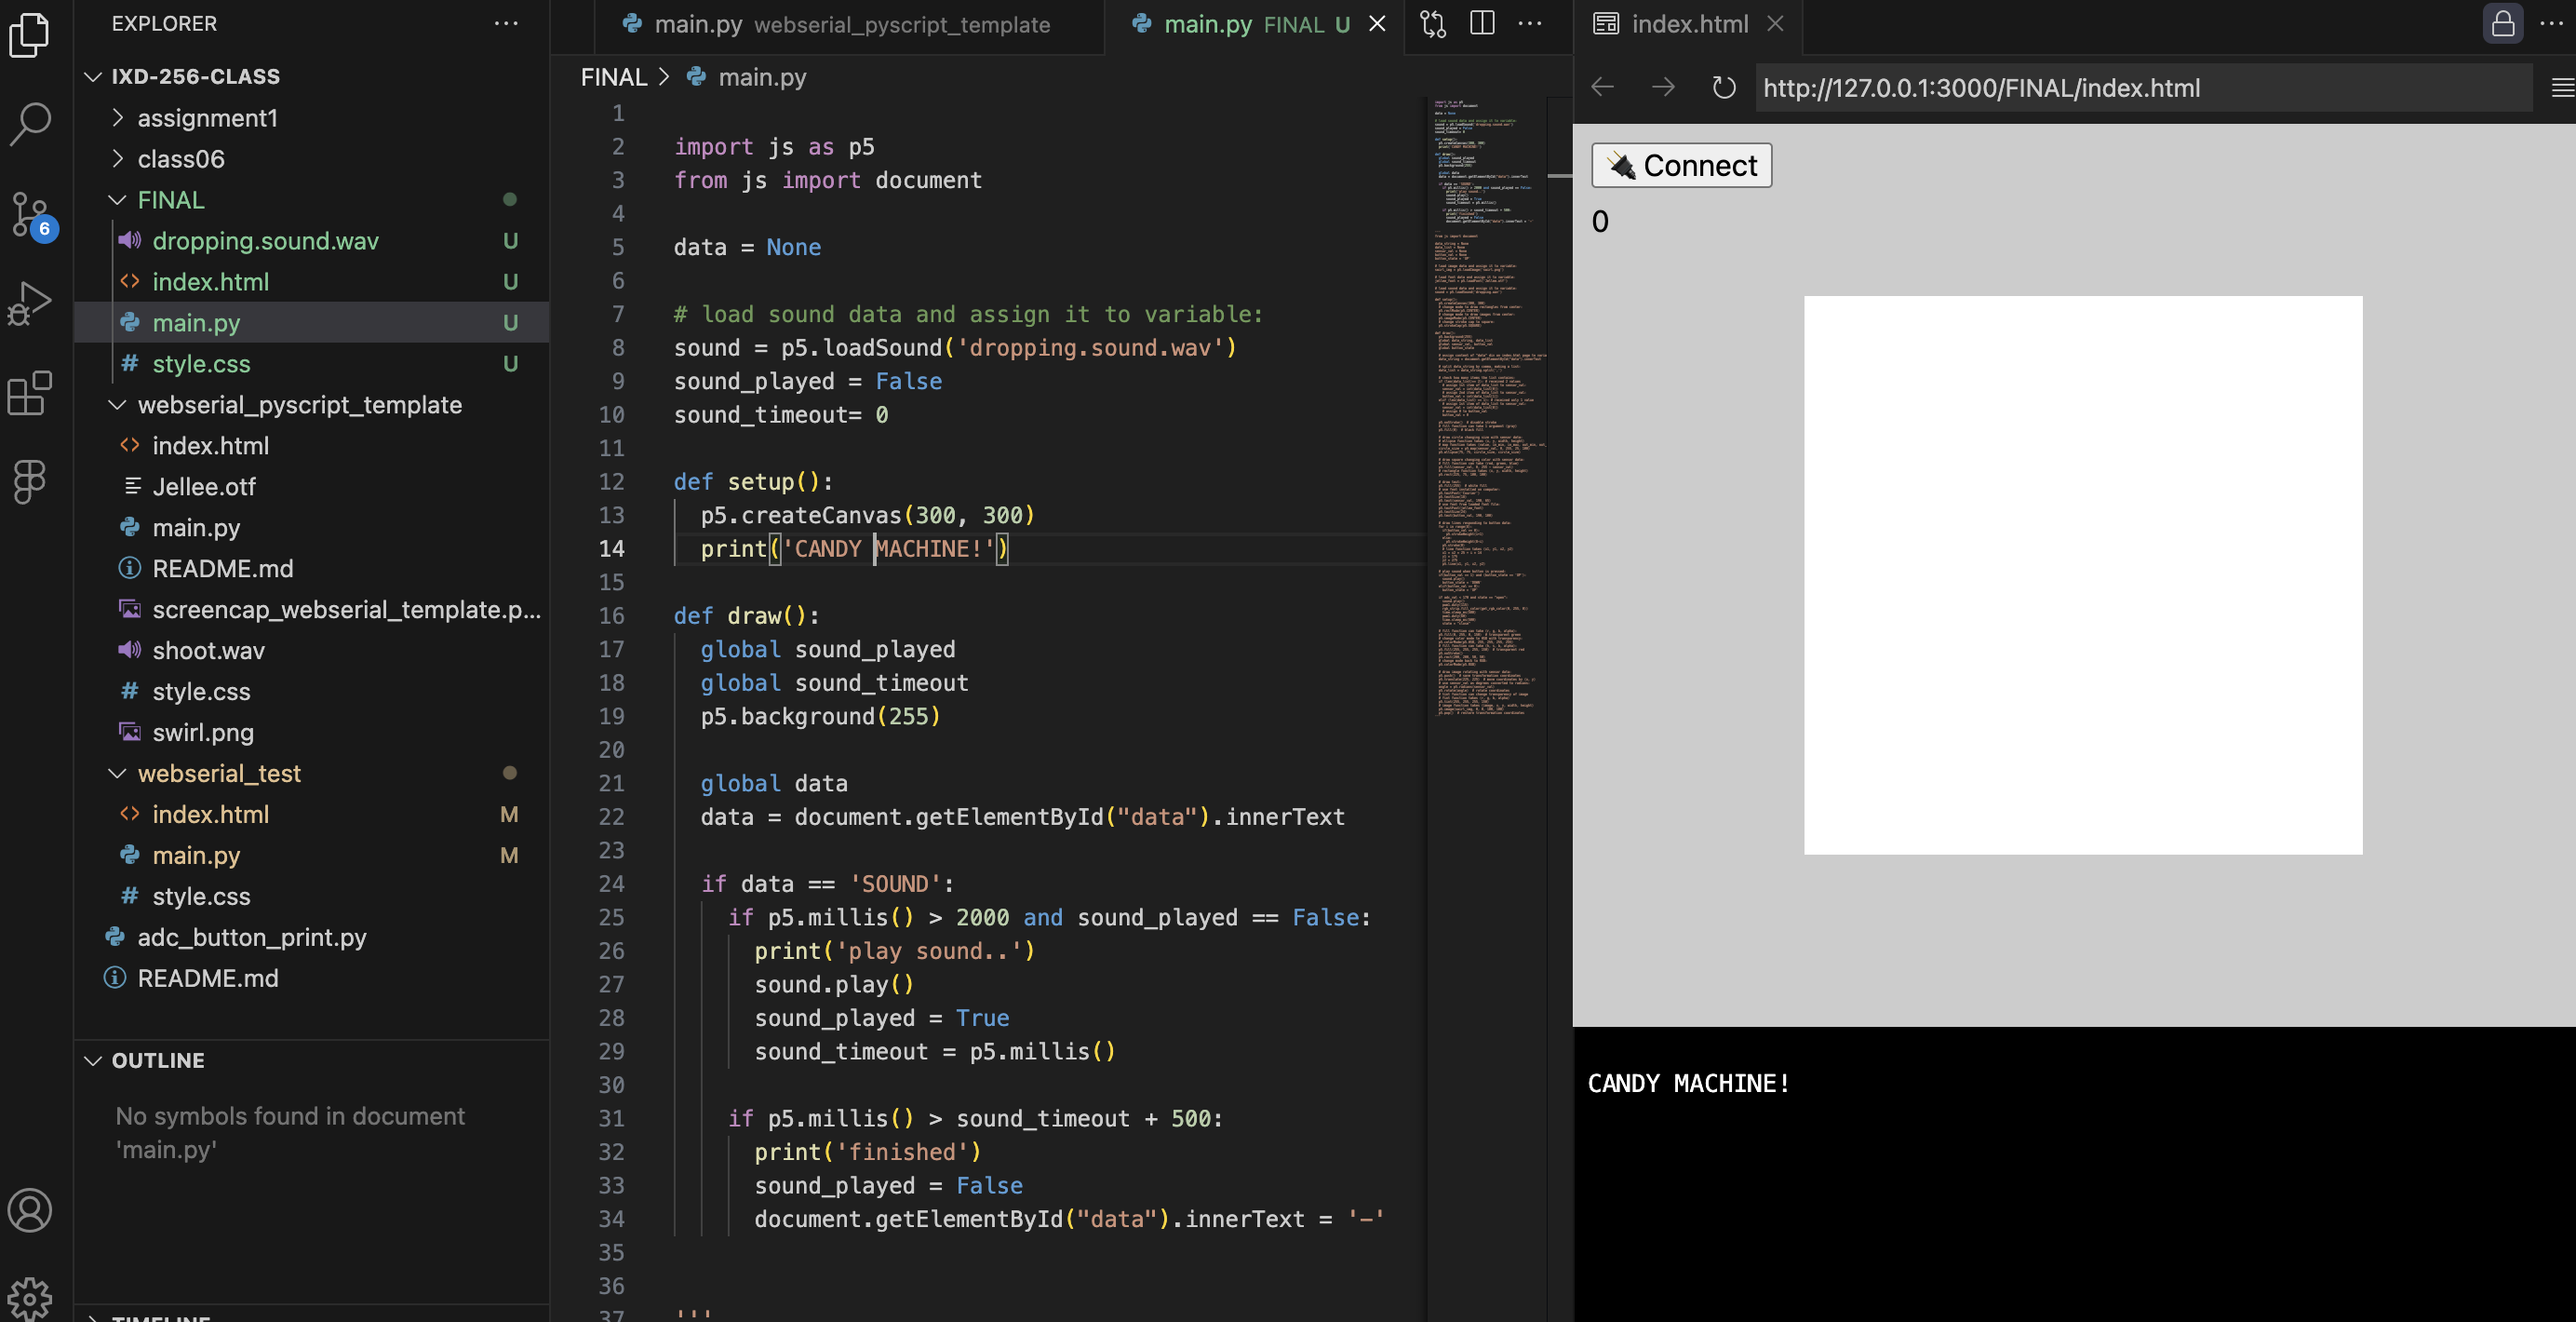 EXPLORER
IXD-256-CLASS
assignment1
class06
FINAL
dropping.sound.wav U
index.html U
main.py U
style.css U
webserial_pyscript_template
index.html
Jellee.otf
main.py
README.md
screencap_webserial_template.p...
shoot.wav
style.css
swirl.png
webserial_test
index.html M
main.py M
style.css
adc_button_print.py
README.md
OUTLINE
No symbols found in document
'main.py'
TIMELINE
6
main.py webserial_pyscript_template
main.py FINAL U
FINAL > main.py
1
2 import js as p5
3 from js import document
4
5 data = None
6
7 # load sound data and assign it to variable:
8 sound = p5.loadSound('dropping.sound.wav')
9 sound_played = False
10 sound_timeout= 0
11
12 def setup():
13 p5.createCanvas(300, 300)
14 print('CANDY MACHINE!')
15
16 def draw():
17 global sound_played
18 global sound_timeout
19 p5.background(255)
20
21 global data
22 data = document.getElementById("data").innerText
23
24 if data == 'SOUND':
25 if p5.millis() > 2000 and sound_played == False:
26 print('play sound..')
27 sound.play()
28 sound_played = True
29 sound_timeout = p5.millis()
30
31 if p5.millis() > sound_timeout + 500:
32 print('finished')
33 sound_played = False
34 document.getElementById("data").innerText = '-'
35
36
37 '''
index.html
http://127.0.0.1:3000/FINAL/index.html
Connect
0
CANDY MACHINE!